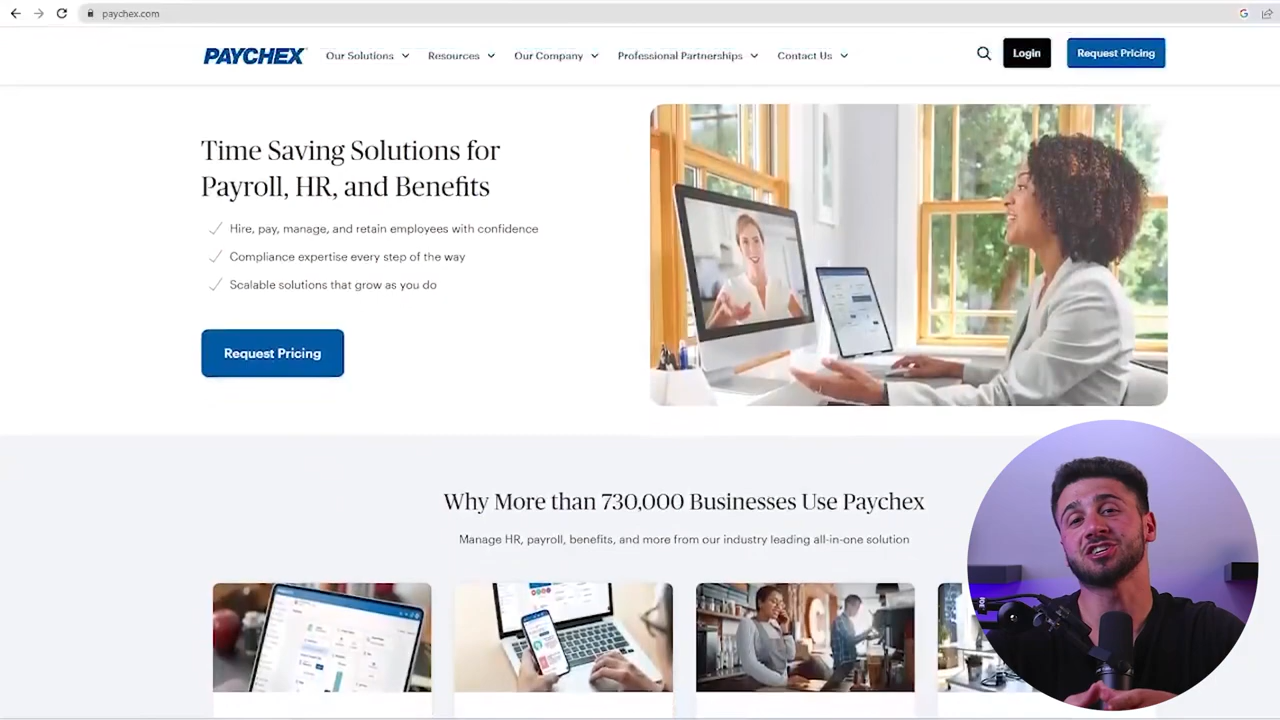 paychex.com
PAYCHEX
Our Solutions
Resources
Our Company
Professional Partnerships
Contact Us
Login
Request Pricing
Time Saving Solutions for
Payroll, HR, and Benefits
Hire, pay, manage, and retain employees with confidence
Compliance expertise every step of the way
Scalable solutions that grow as you do
Request Pricing
Why More than 730,000 Businesses Use Paychex
Manage HR, payroll, benefits, and more from our industry leading all-in-one solution